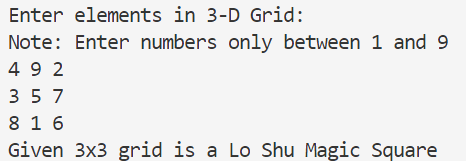 Enter elements in 3-D Grid:
Note: Enter numbers only between 1 and 9
4 9 2
3 5 7
8 1 6
Given 3x3 grid is a Lo Shu Magic Square